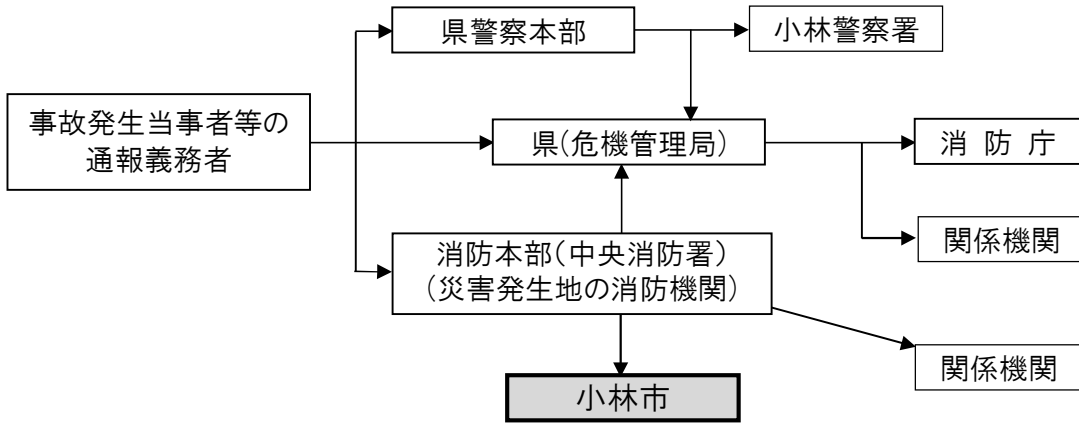 県警察本部
小林警察署
事故発生当事者等の
通報義務者
県(危機管理局)
消 防 庁
関係機関
消防本部(中央消防署)
(災害発生地の消防機関)
関係機関
小林市